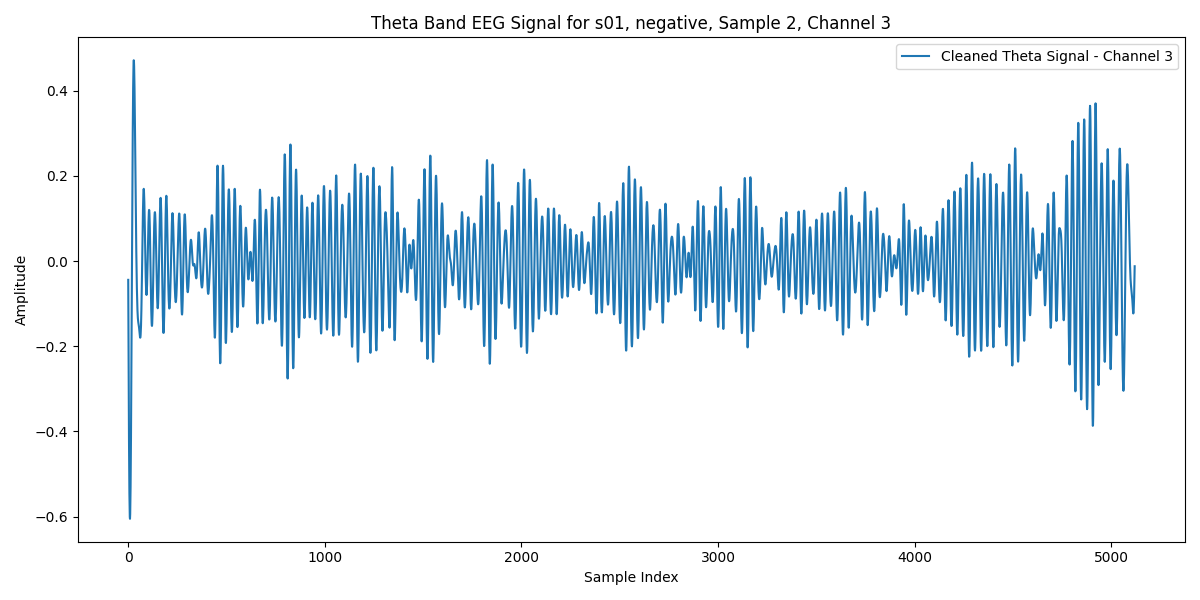 Theta Band EEG Signal for s01, negative, Sample 2, Channel 3
Cleaned Theta Signal - Channel 3
Amplitude
0.4
0.2
0.0
−0.2
−0.4
−0.6
0 1000 2000 3000 4000 5000
Sample Index